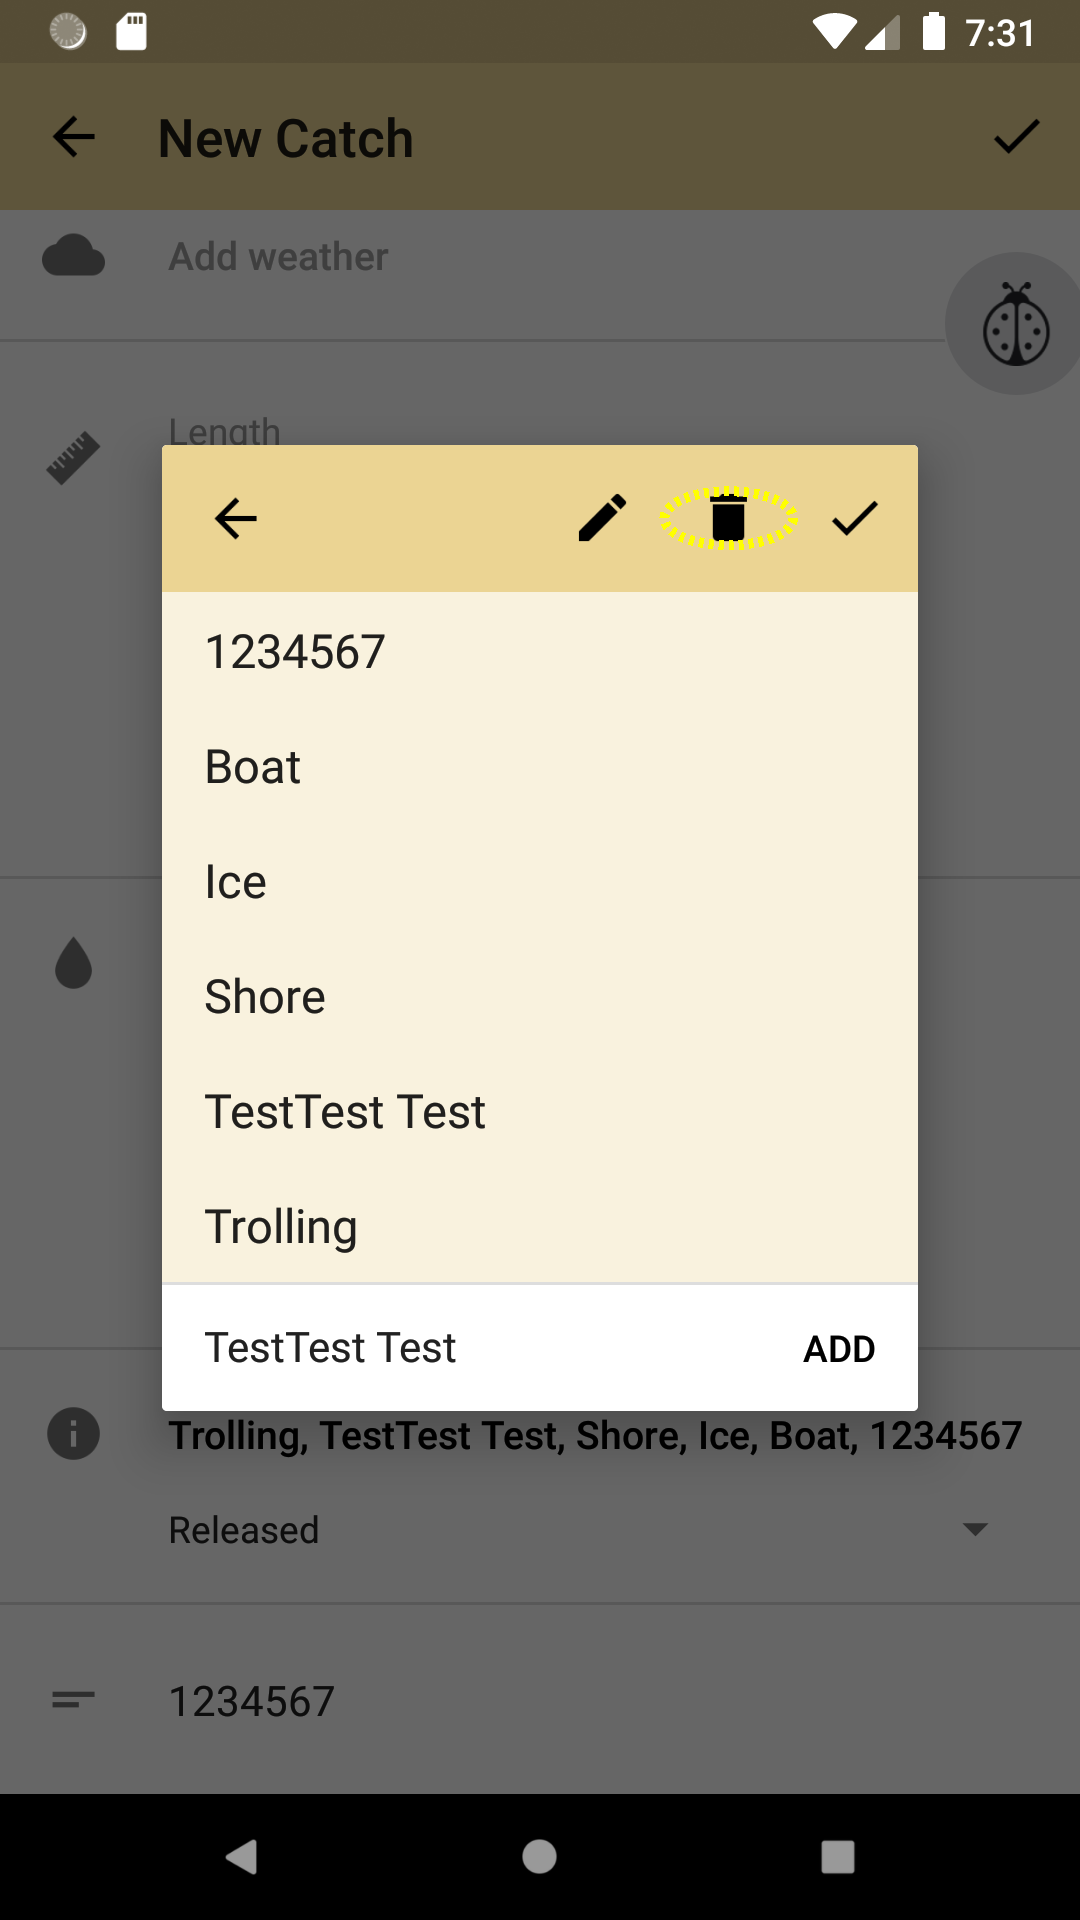 7:31
New Catch
Add weather
Length
1234567
Boat
Ice
Shore
TestTest Test
Trolling
TestTest Test
ADD
Trolling, TestTest Test, Shore, Ice, Boat, 1234567
Released
1234567